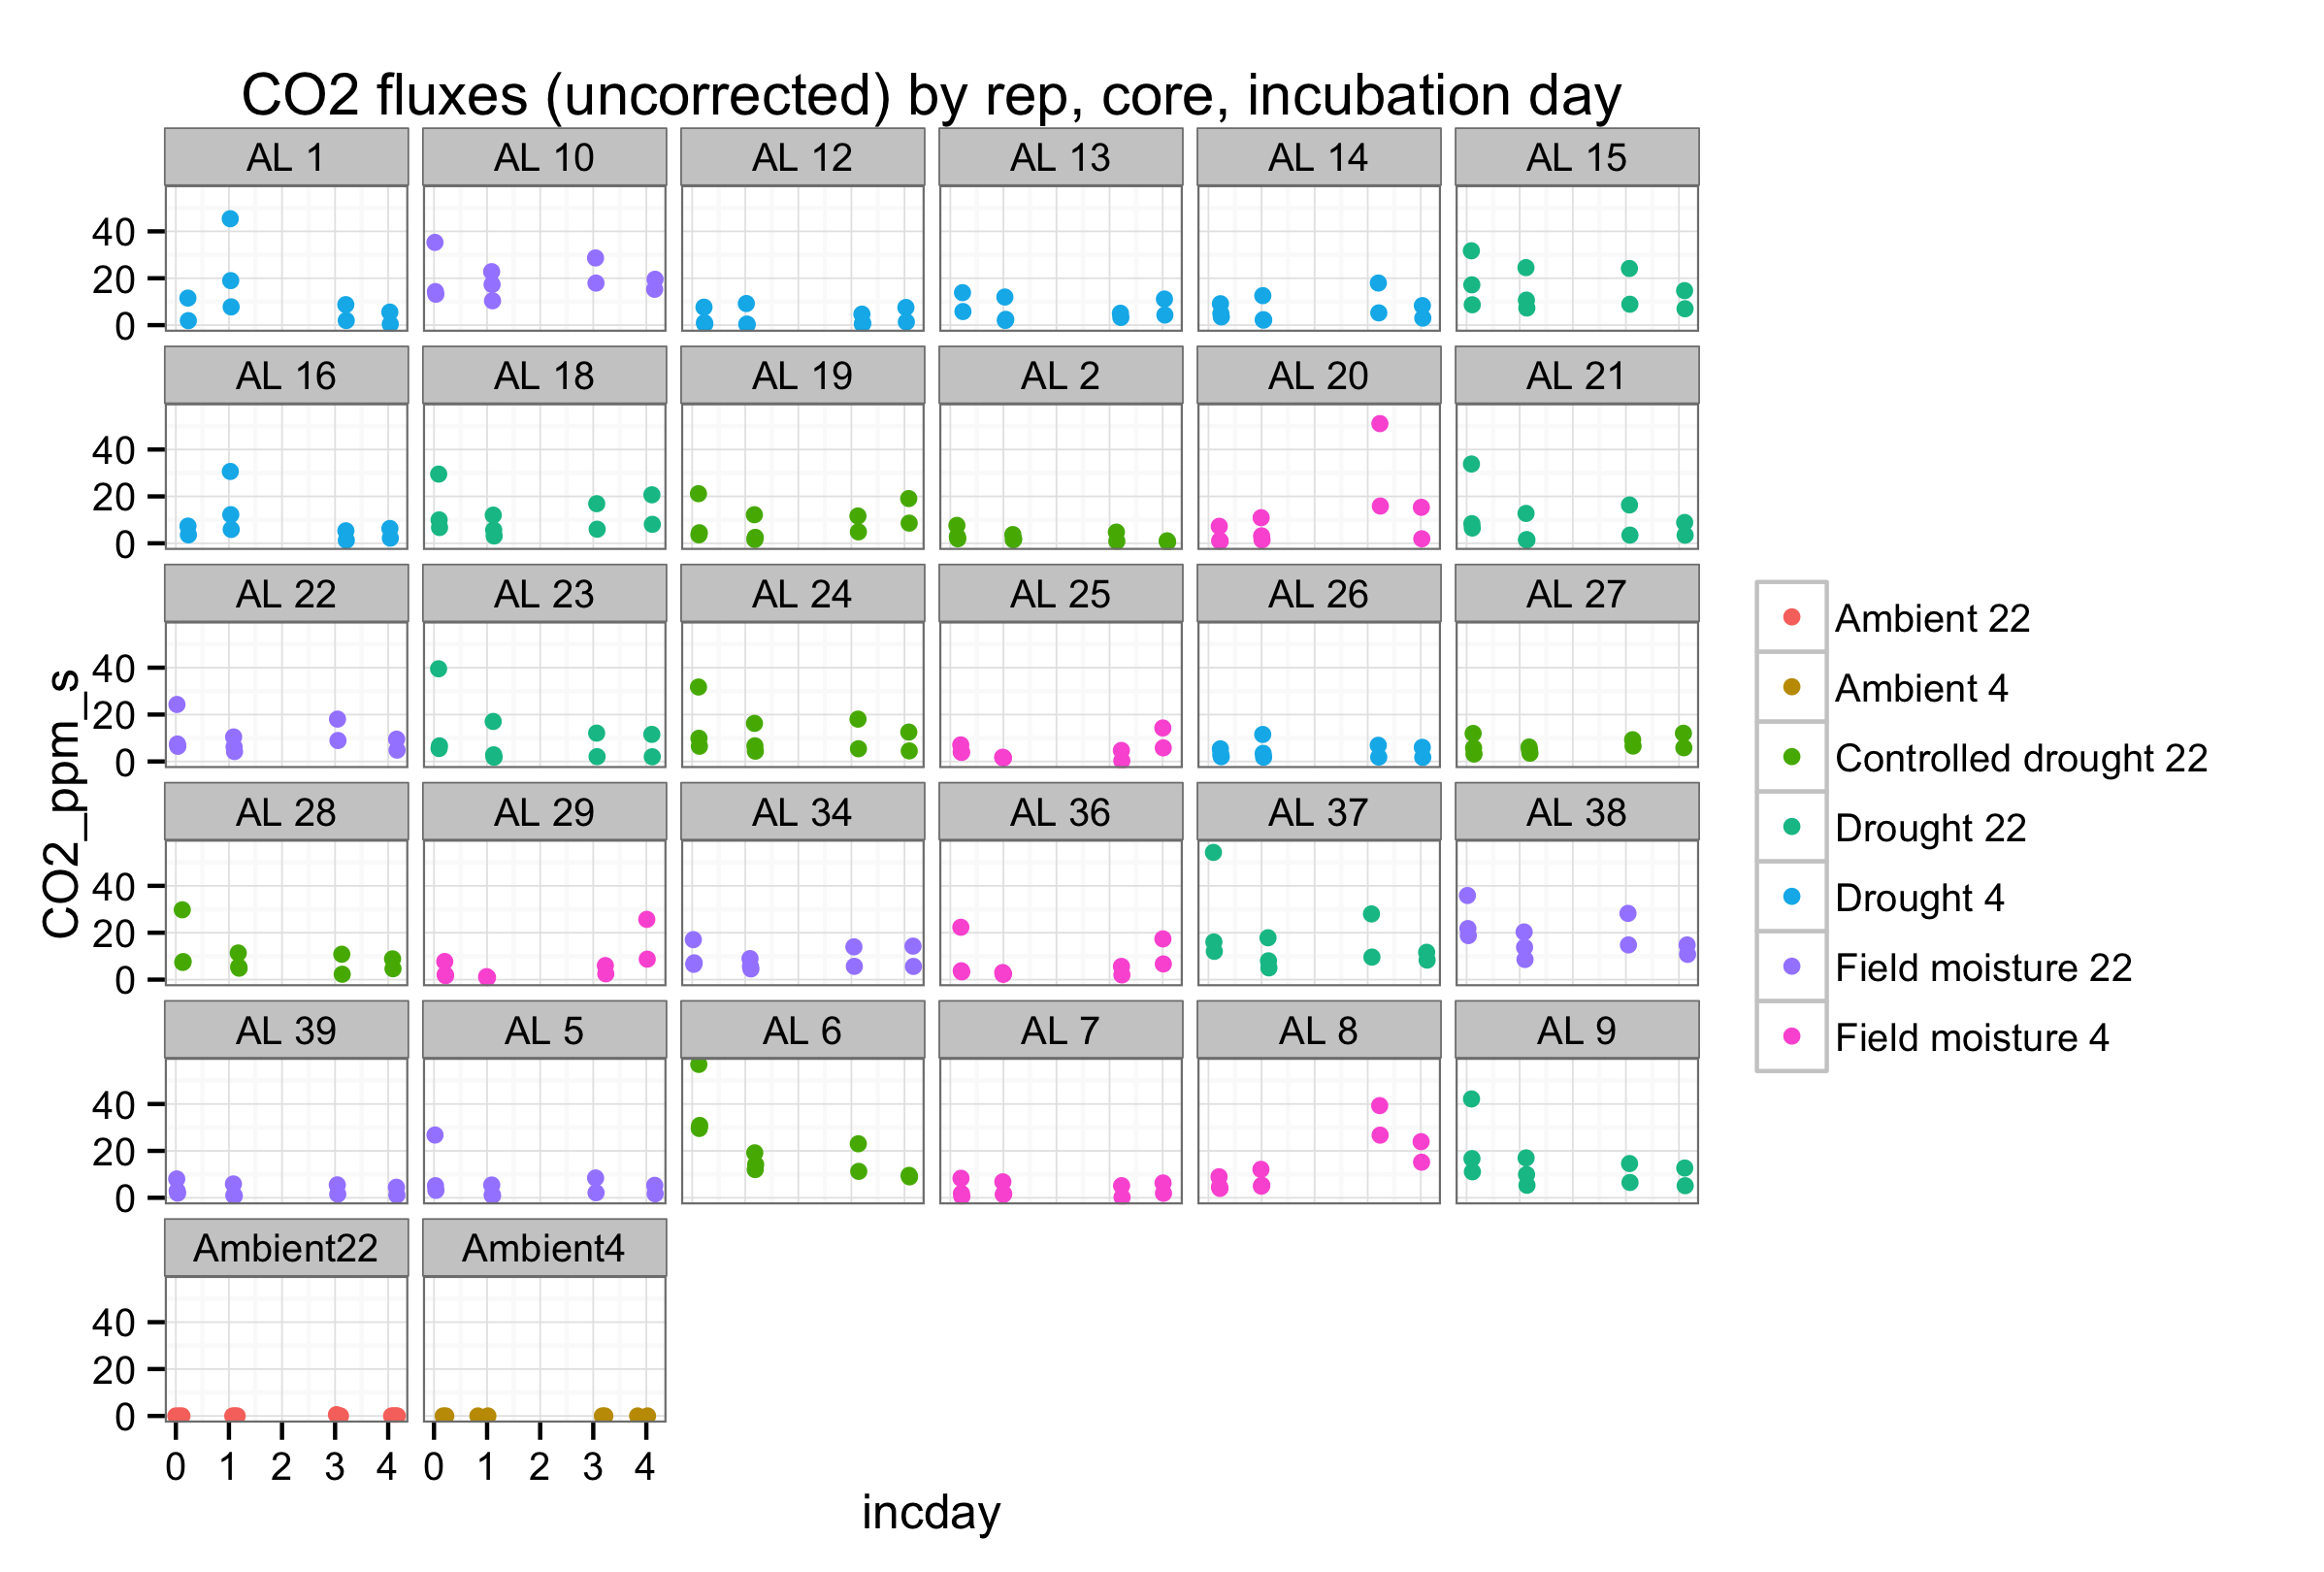 CO2 fluxes (uncorrected) by rep, core, incubation day
AL 1 AL 10 AL 12 AL 13 AL 14 AL 15
40
20
0
AL 16 AL 18 AL 19 AL 2 AL 20 AL 21
40
20
0
AL 22 AL 23 AL 24 AL 25 AL 26 AL 27
40
20
0
AL 28 AL 29 AL 34 AL 36 AL 37 AL 38
40
20
0
AL 39 AL 5 AL 6 AL 7 AL 8 AL 9
40
20
0
Ambient22 Ambient4
40
20
0
0 1 2 3 4 0 1 2 3 4
incday
CO2_ppm_s
Ambient 22
Ambient 4
Controlled drought 22
Drought 22
Drought 4
Field moisture 22
Field moisture 4